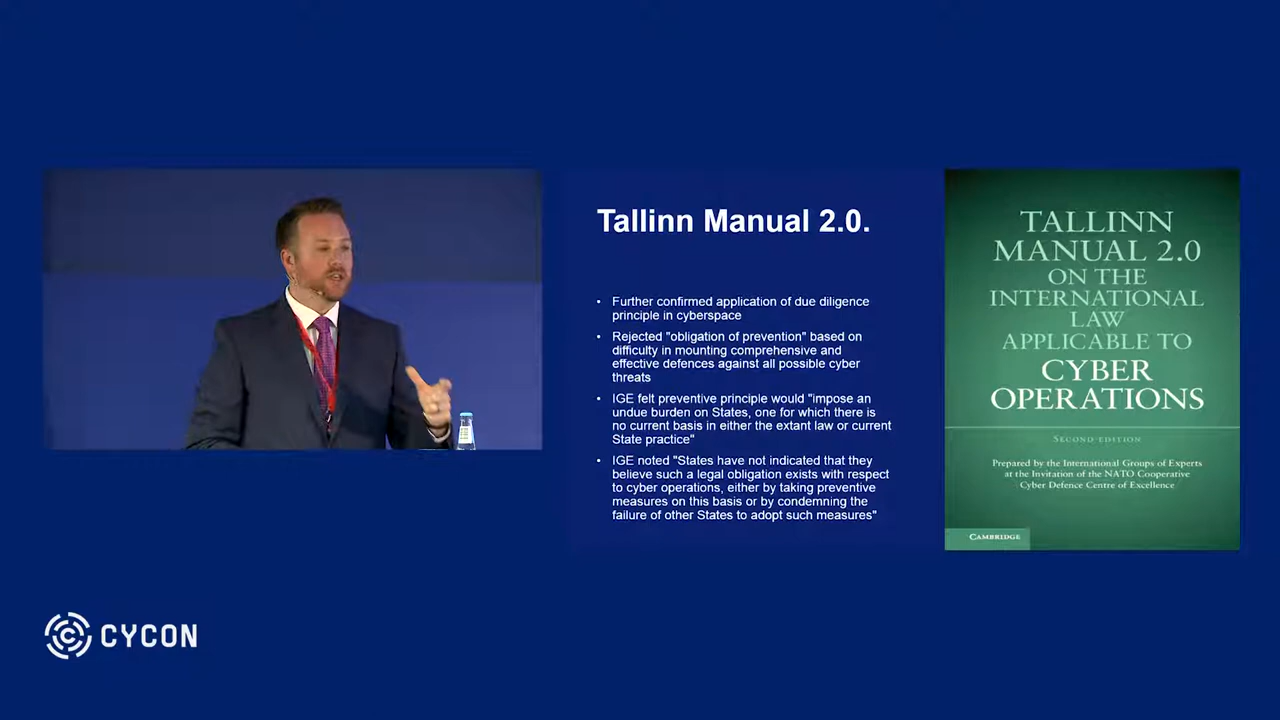 Tallinn Manual 2.0.
• Further confirmed application of due diligence
principle in cyberspace
• Rejected "obligation of prevention" based on
difficulty in mounting comprehensive and
effective defences against all possible cyber
threats
• IGE felt preventive principle would "impose an
undue burden on States, one for which there is
no current basis in either the extant law or current
State practice"
• IGE noted "States have not indicated that they
believe such a legal obligation exists with respect
to cyber operations, either by taking preventive
measures on this basis or by condemning the
failure of other States to adopt such measures"
TALLINN
MANUAL 2.0
ON THE
INTERNATIONAL
LAW
APPLICABLE TO
CYBER
OPERATIONS
SECOND EDITION
Prepared by the International Groups of Experts
at the Invitation of the NATO Cooperative
Cyber Defence Centre of Excellence
CAMBRIDGE
CYCON